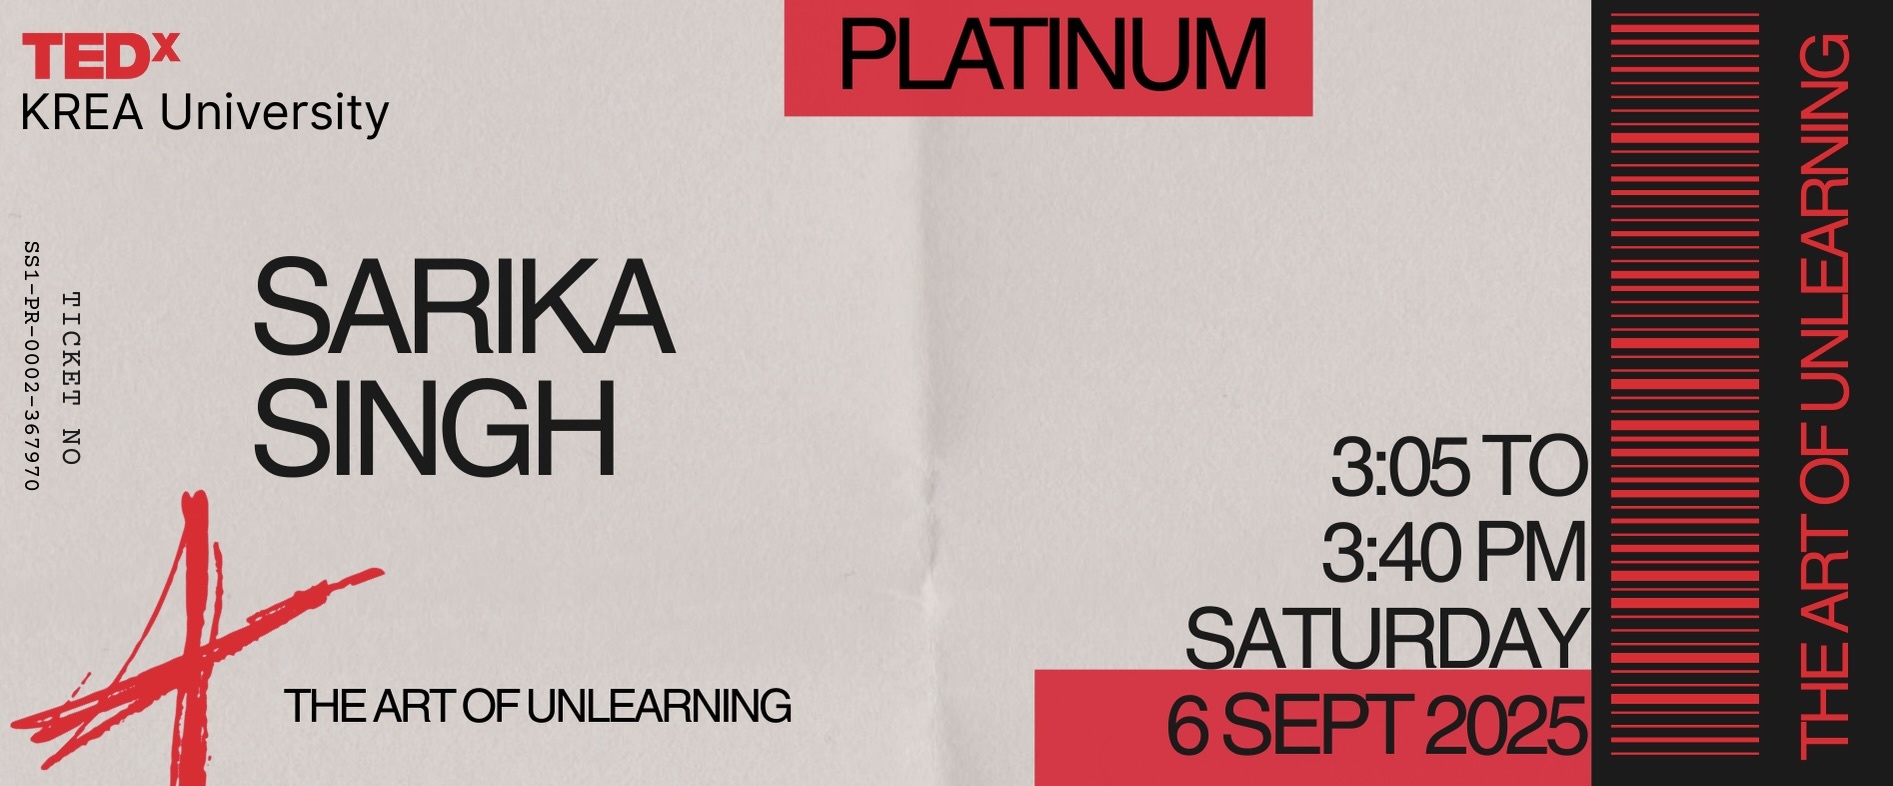 TEDx
KREA University
PLATINUM
TICKET NO
SS1-PR-0002-367970
SARIKA
SINGH
3:05 TO
3:40 PM
SATURDAY
6 SEPT 2025
THE ART OF UNLEARNING
THE ART OF UNLEARNING